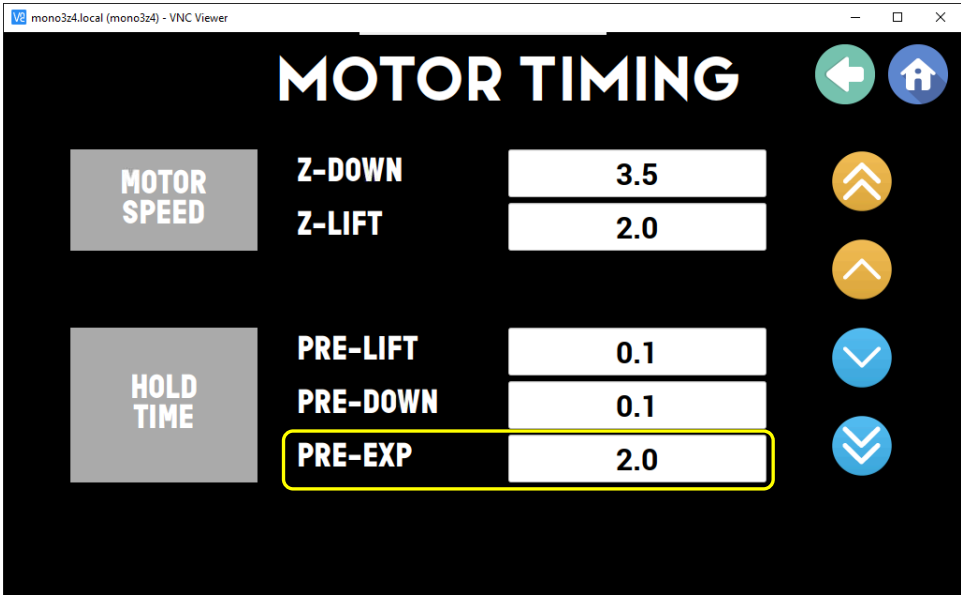 V2 mono3z4.local (mono3z4) - VNC Viewer
MOTOR TIMING
MOTOR
SPEED
Z-DOWN 3.5
Z-LIFT 2.0
HOLD
TIME
PRE-LIFT 0.1
PRE-DOWN 0.1
PRE-EXP 2.0